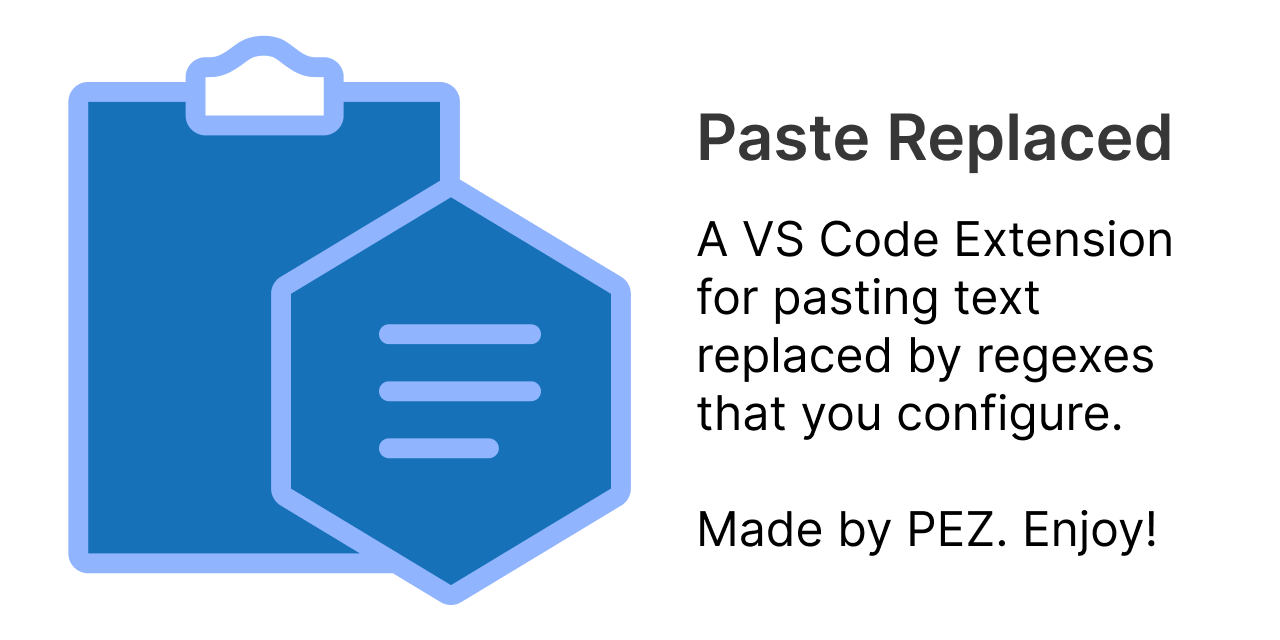 Paste Replaced
A VS Code Extension
for pasting text
replaced by regexes
that you configure.
Made by PEZ. Enjoy!